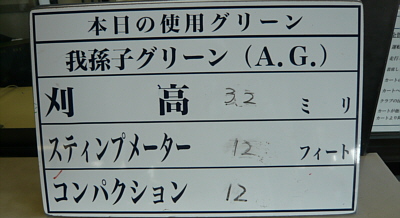 本日の使用グリーン
我孫子グリーン（A.G.）
刈高 3.2 ミリ
スティンプメーター 12 フィート
コンパクション 12